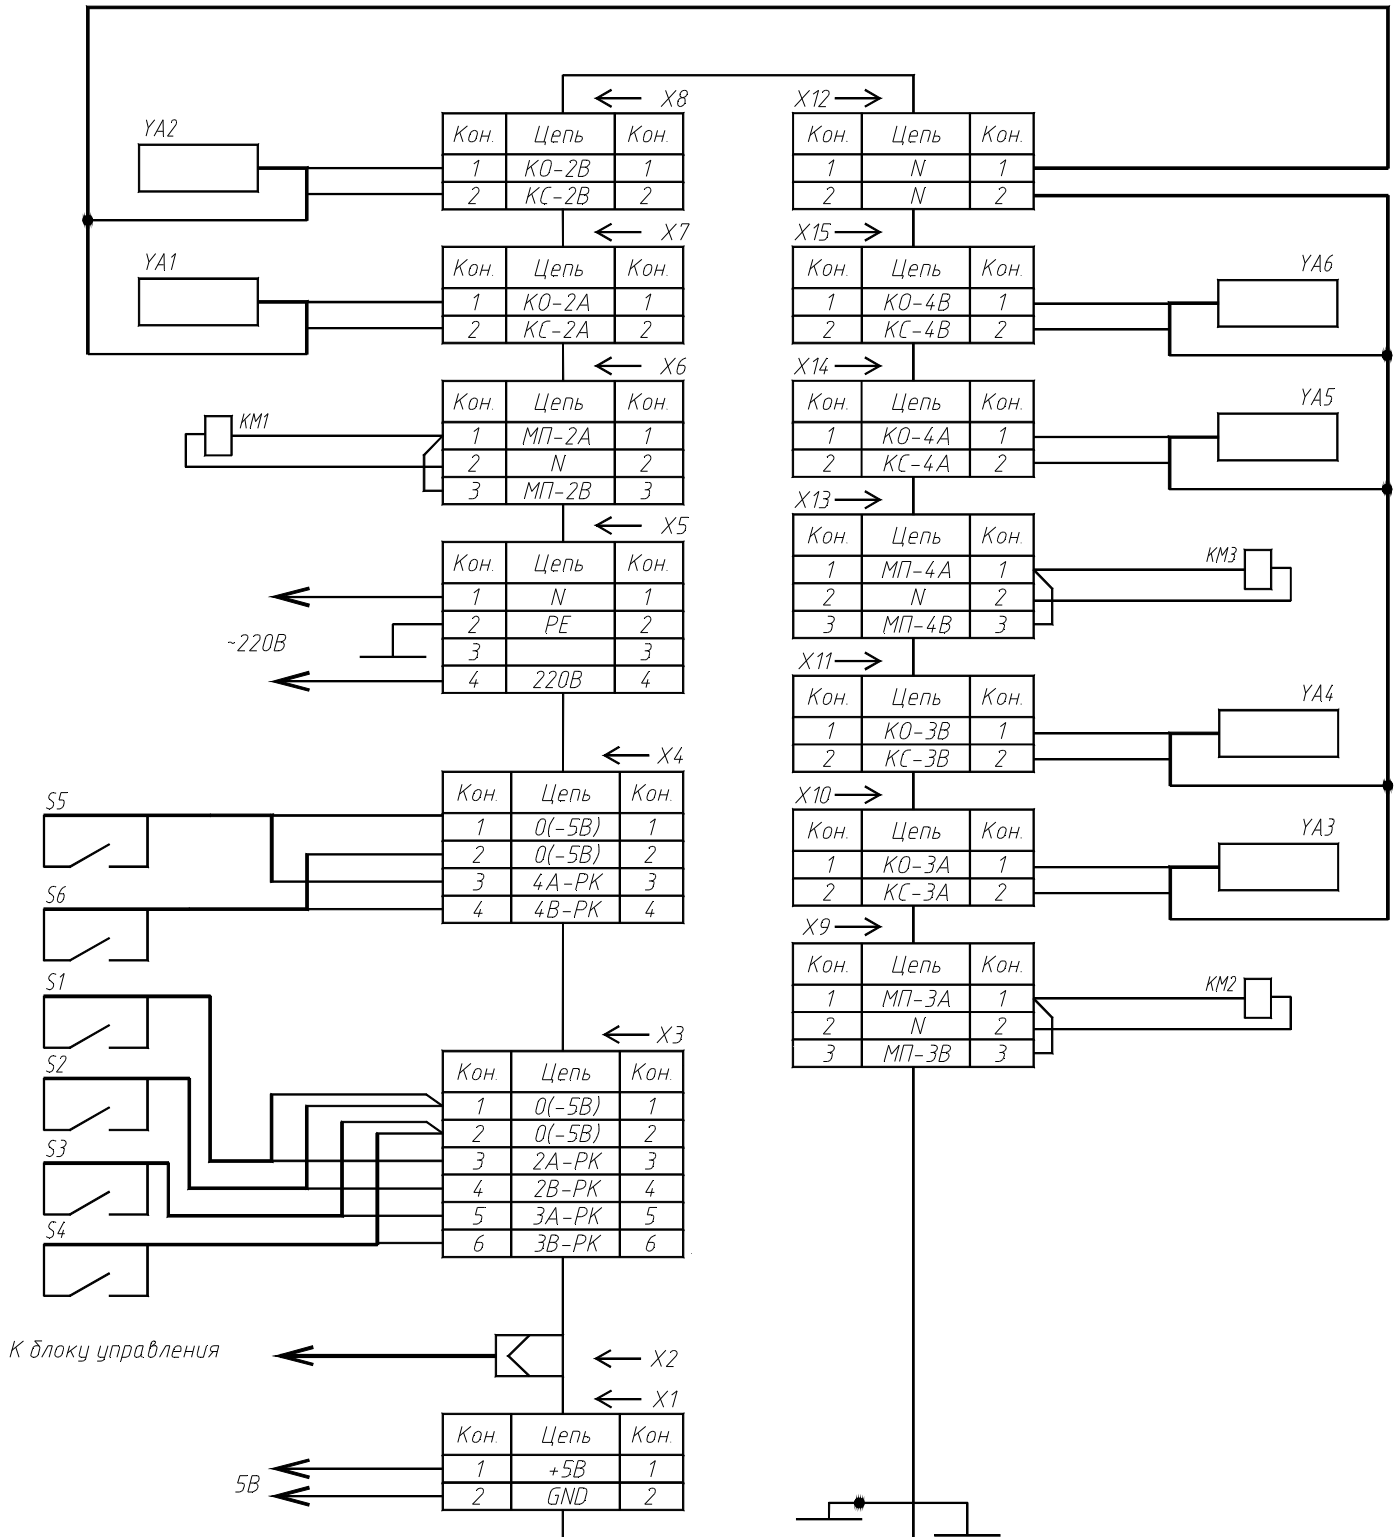 X8
YA2
Кон. Цепь Кон.
1 КО-2В 1
2 КС-2В 2
X7
YA1
Кон. Цепь Кон.
1 КО-2А 1
2 КС-2А 2
X6
КМ1
Кон. Цепь Кон.
1 МП-2А 1
2 N 2
3 МП-2В 3
X5
Кон. Цепь Кон.
1 N 1
2 PE 2
3 3
4 220В 4
~220В
X4
Кон. Цепь Кон.
1 0(-5В) 1
2 0(-5В) 2
3 4А-РК 3
4 4В-РК 4
S5
S6
S1
S2
S3
S4
X3
Кон. Цепь Кон.
1 0(-5В) 1
2 0(-5В) 2
3 2А-РК 3
4 2В-РК 4
5 3А-РК 5
6 3В-РК 6
К блоку управления
X2
X1
Кон. Цепь Кон.
1 +5В 1
2 GND 2
5В
X12
Кон. Цепь Кон.
1 N 1
2 N 2
X15
Кон. Цепь Кон.
1 КО-4В 1
2 КС-4В 2
YA6
X14
Кон. Цепь Кон.
1 КО-4А 1
2 КС-4А 2
YA5
X13
Кон. Цепь Кон.
1 МП-4А 1
2 N 2
3 МП-4В 3
КМ3
X11
Кон. Цепь Кон.
1 КО-3В 1
2 КС-3В 2
YA4
X10
Кон. Цепь Кон.
1 КО-3А 1
2 КС-3А 2
YA3
X9
Кон. Цепь Кон.
1 МП-3А 1
2 N 2
3 МП-3В 3
КМ2